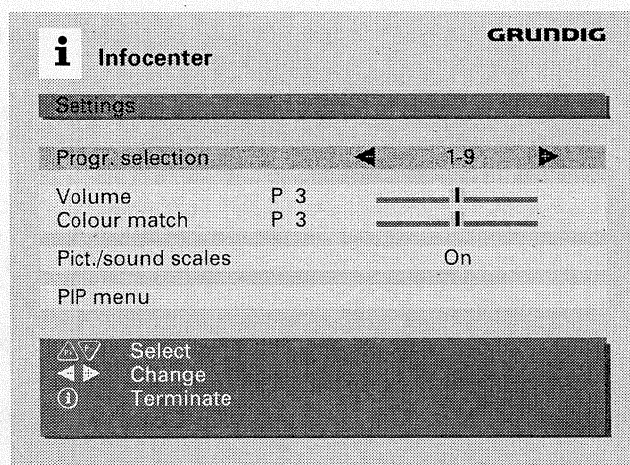 GRUNDIG
i Infocenter
Settings
Progr. selection 1-9
Volume P 3
Colour match P 3
Pict./sound scales On
PIP menu
Select
Change
i Terminate